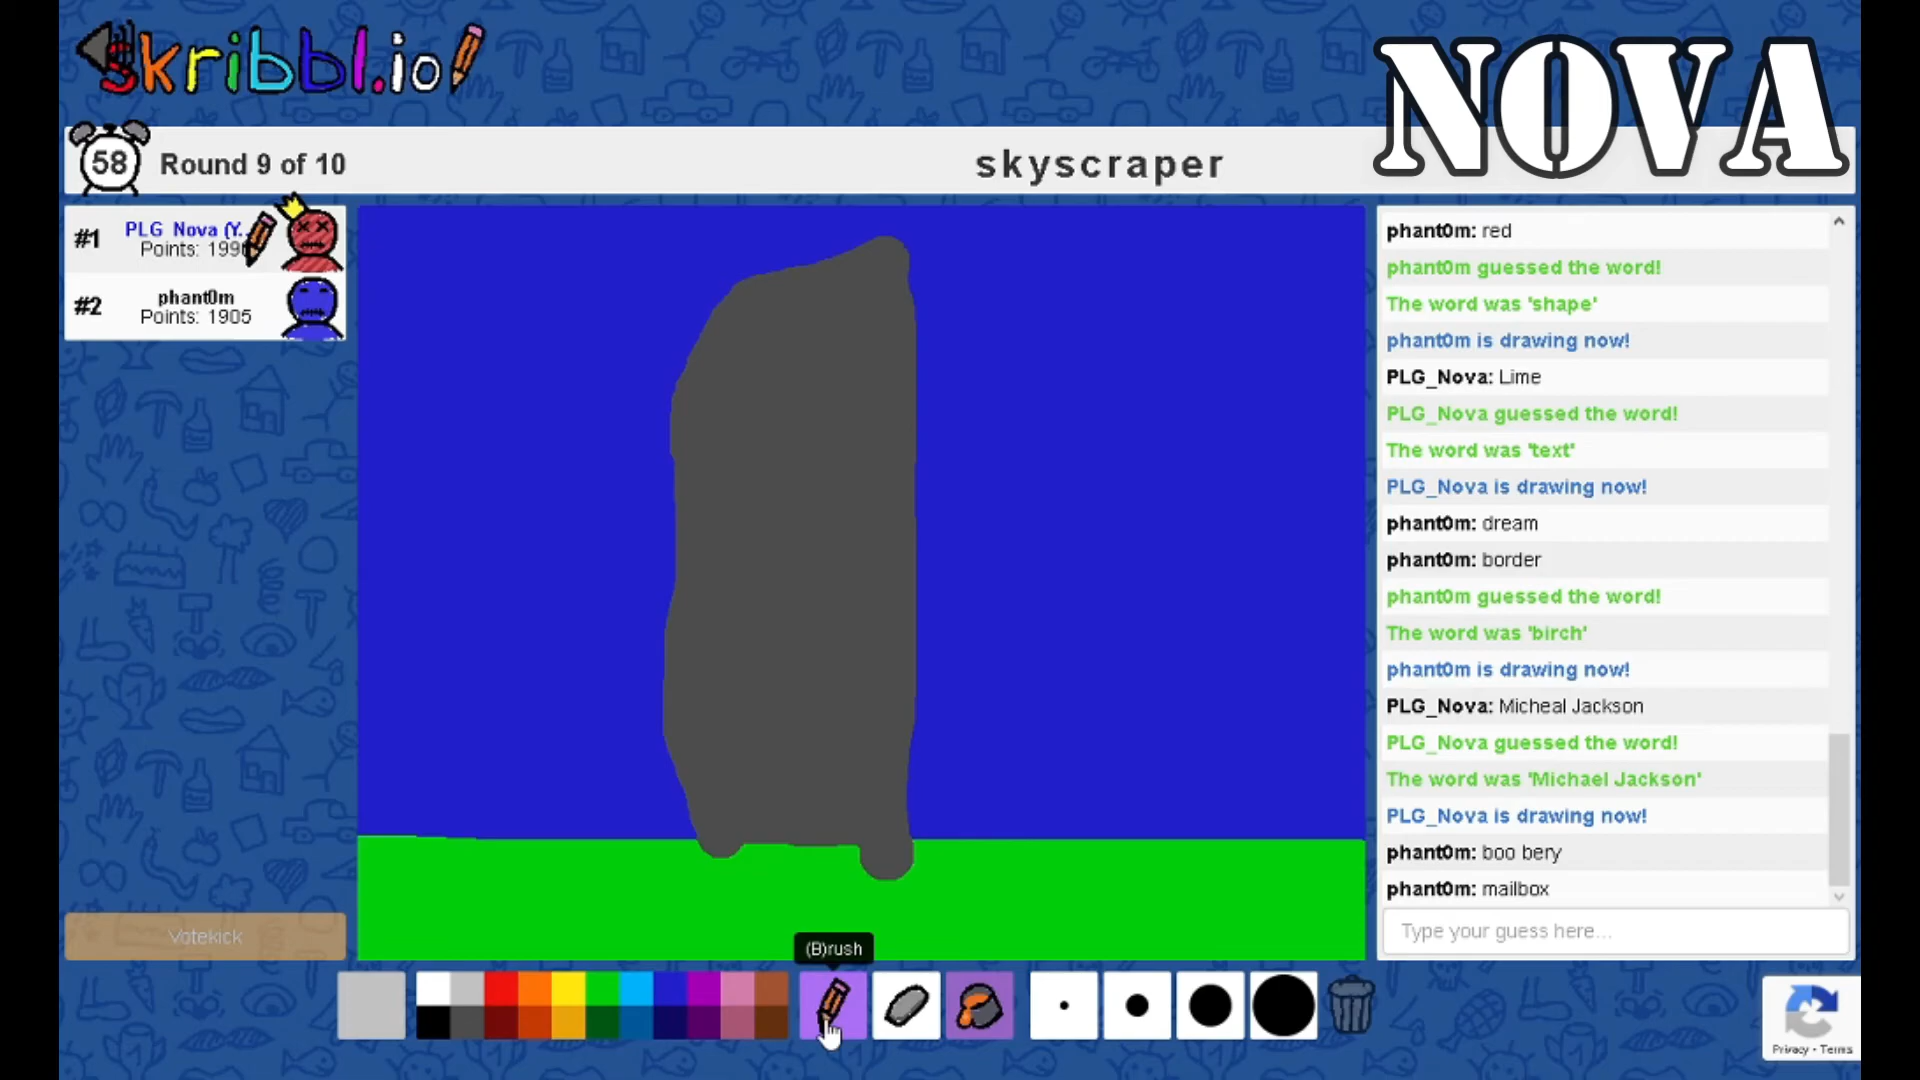 skribbl.io
NOVA
58
Round 9 of 10
skyscraper
#1
PLG_Nova (Y...
Points: 1990
#2
phant0m
Points: 1905
phant0m: red
phant0m guessed the word!
The word was 'shape'
phant0m is drawing now!
PLG_Nova: Lime
PLG_Nova guessed the word!
The word was 'text'
PLG_Nova is drawing now!
phant0m: dream
phant0m: border
phant0m guessed the word!
The word was 'birch'
phant0m is drawing now!
PLG_Nova: Micheal Jackson
PLG_Nova guessed the word!
The word was 'Michael Jackson'
PLG_Nova is drawing now!
phant0m: boo bery
phant0m: mailbox
Votekick
Type your guess here...
(B)rush
Privacy - Terms